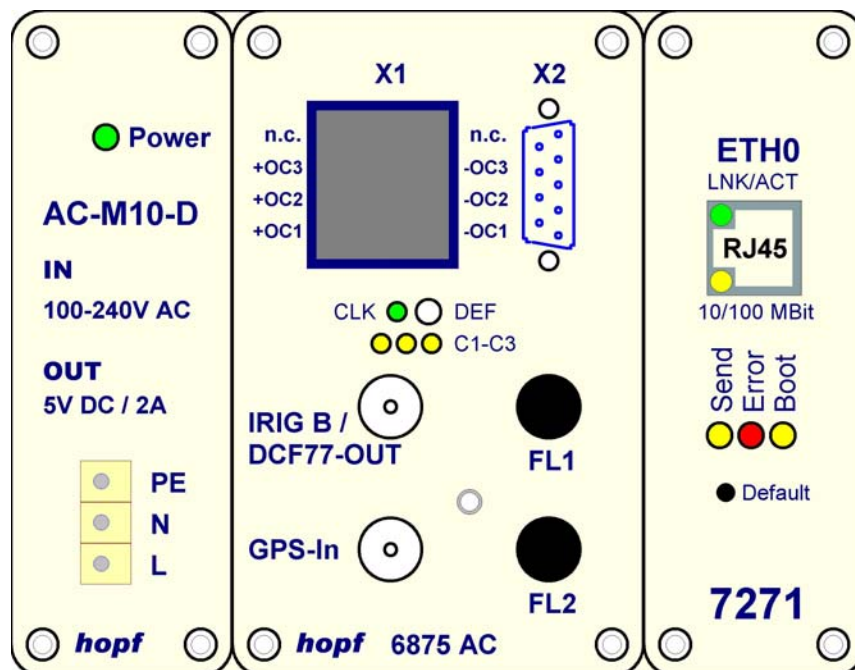 Power
AC-M10-D
IN
100-240V AC
OUT
5V DC / 2A
PE
N
L
hopf
X1
X2
n.c.
+OC3
+OC2
+OC1
n.c.
-OC3
-OC2
-OC1
CLK
DEF
C1-C3
IRIG B /
DCF77-OUT
FL1
GPS-In
FL2
hopf 6875 AC
ETH0
LNK/ACT
RJ45
10/100 MBit
Send
Error
Boot
Default
7271